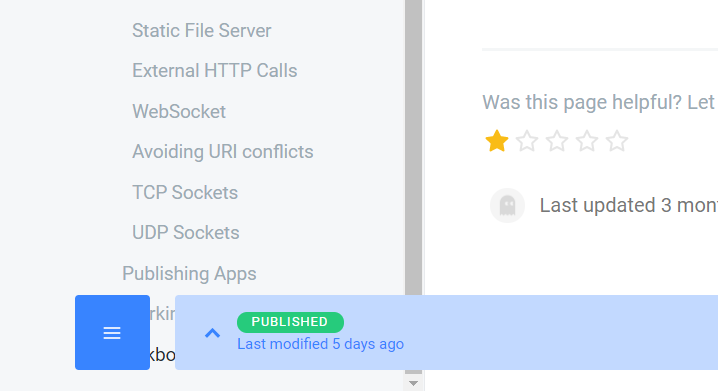 Static File Server
External HTTP Calls
WebSocket
Avoiding URI conflicts
TCP Sockets
UDP Sockets
Publishing Apps
Was this page helpful? Let
Last updated 3
PUBLISHED
Last modified 5 days ago